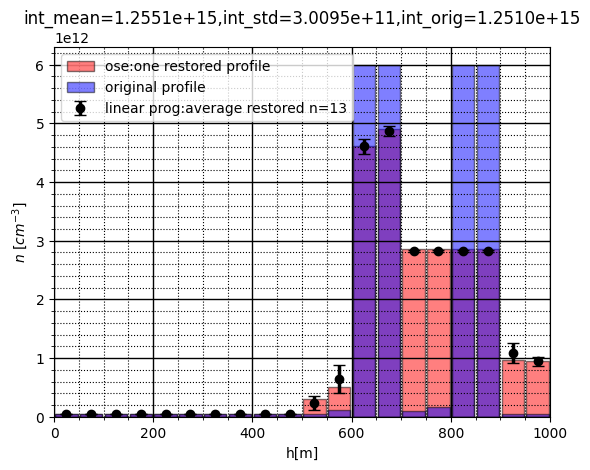 int_mean=1.2551e+15,int_std=3.0095e+11,int_orig=1.2510e+15
1e12
ose:one restored profile
original profile
linear prog:average restored n=13
6
5
4
3
2
1
0
n [cm⁻³]
0 200 400 600 800 1000
h[m]